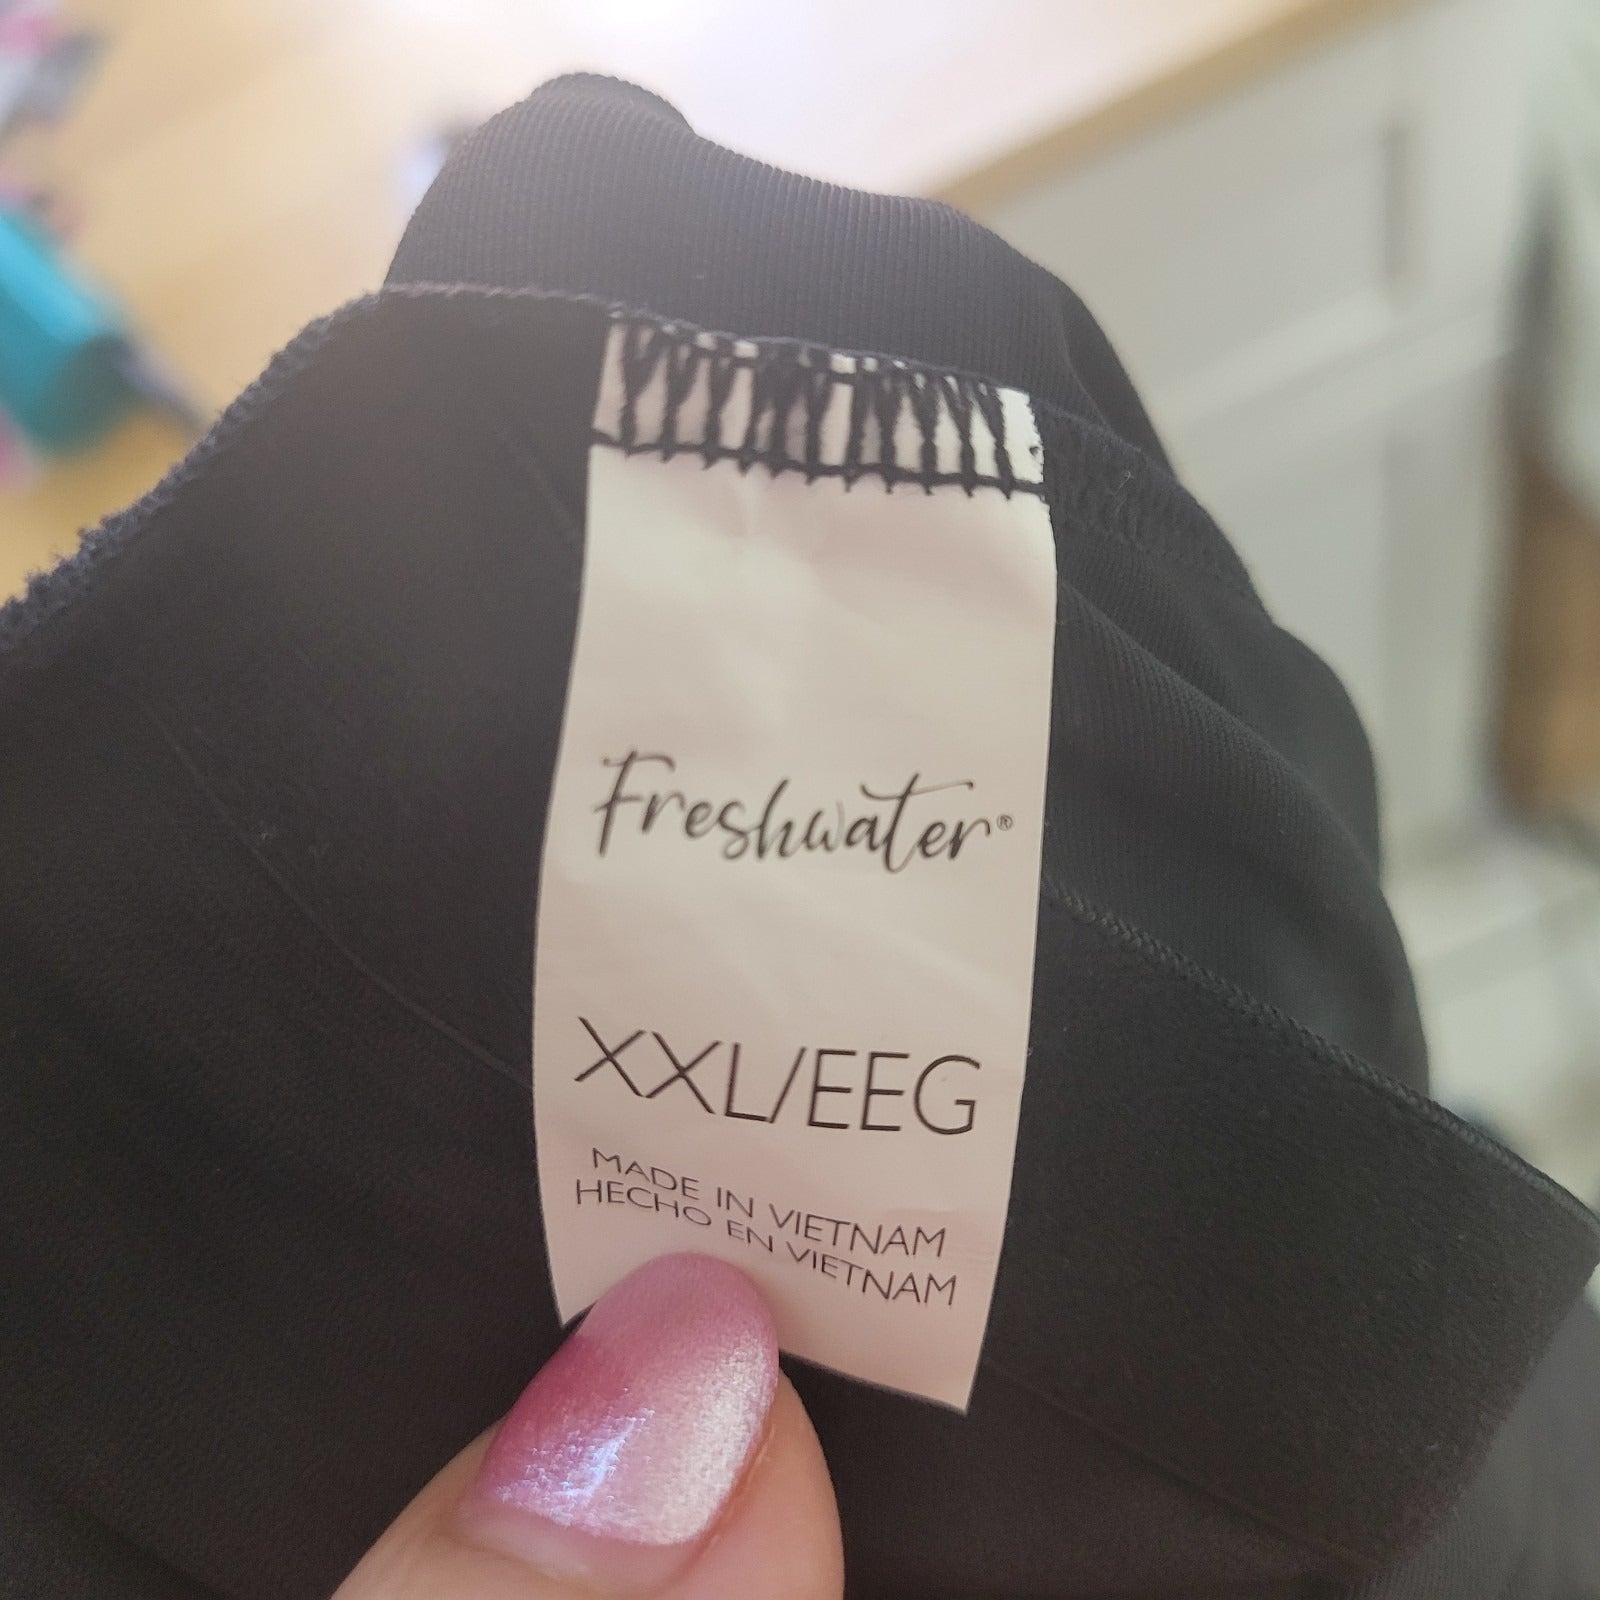 Freshwater®
XXL/EEG
MADE IN VIETNAM
HECHO EN VIETNAM